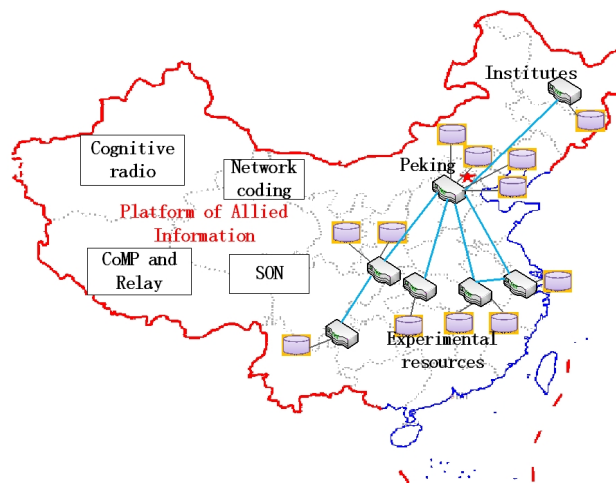 Institutes
Cognitive
radio
Peking
Network
coding
Platform of Allied
Information
CoMP and
Relay
SON
Experimental
resources